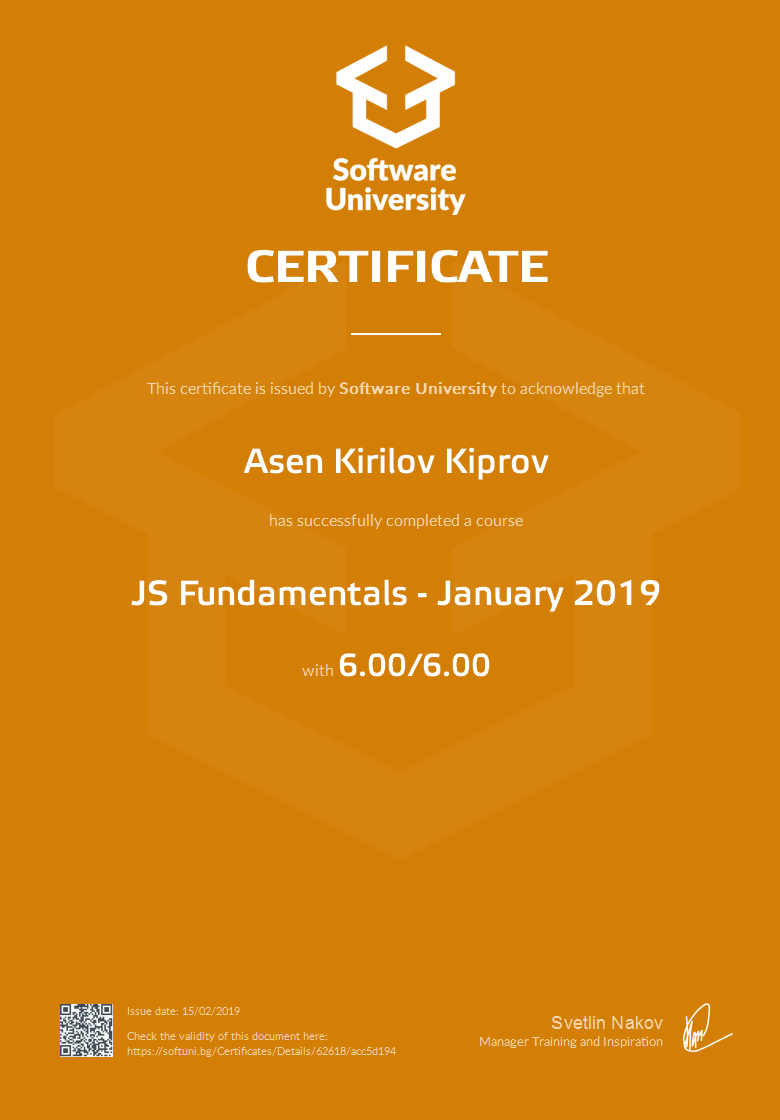 Software
University
CERTIFICATE
This certificate is issued by Software University to acknowledge that
Asen Kirilov Kiprov
has successfully completed a course
JS Fundamentals - January 2019
with 6.00/6.00
Issue date: 15/02/2019
Check the validity of this document here:
https://softuni.bg/Certificates/Details/62618/acc5d194
Svetlin Nakov
Manager Training and Inspiration